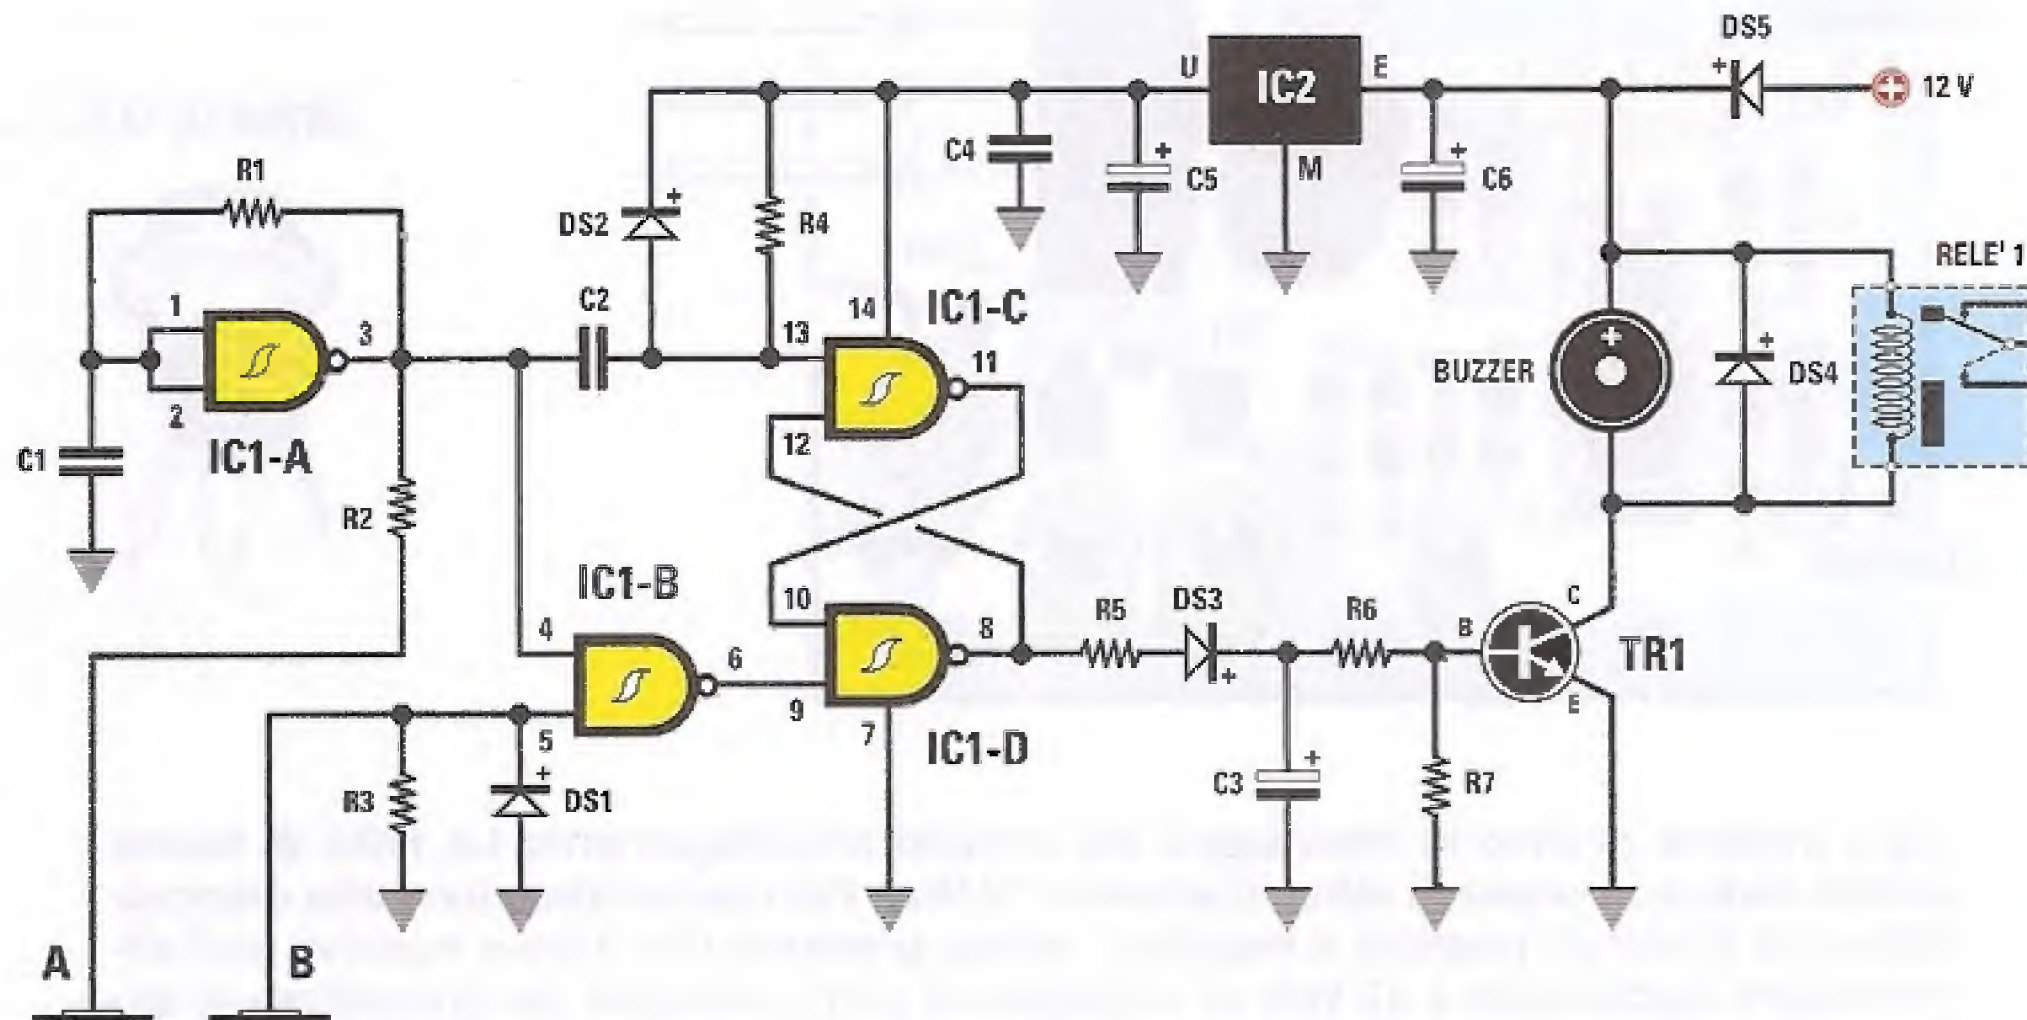 DS5
U
IC2
E
12 V
C4
+
C5
M
+
C6
R1
DS2
+
R4
RELE' 1
C2
14
IC1-C
1
3
13
11
+
BUZZER
+
DS4
2
12
C1
IC1-A
R2
IC1-B
10
R5
DS3
R6
C
4
8
B
TR1
6
+
E
9
5
7
IC1-D
R3
+
DS1
C3
+
R7
A
B
+
+